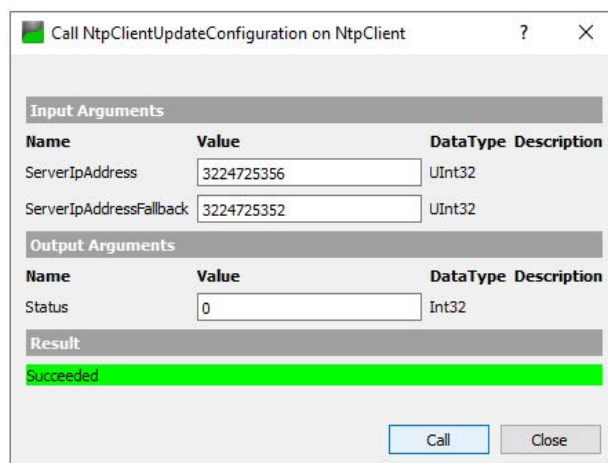 Call NtpClientUpdateConfiguration on NtpClient ?
Input Arguments
Name Value DataType Description
ServerIpAddress 3224725356 UInt32
ServerIpAddressFallback 3224725352 UInt32
Output Arguments
Name Value DataType Description
Status 0 Int32
Result
Succeeded
Call Close